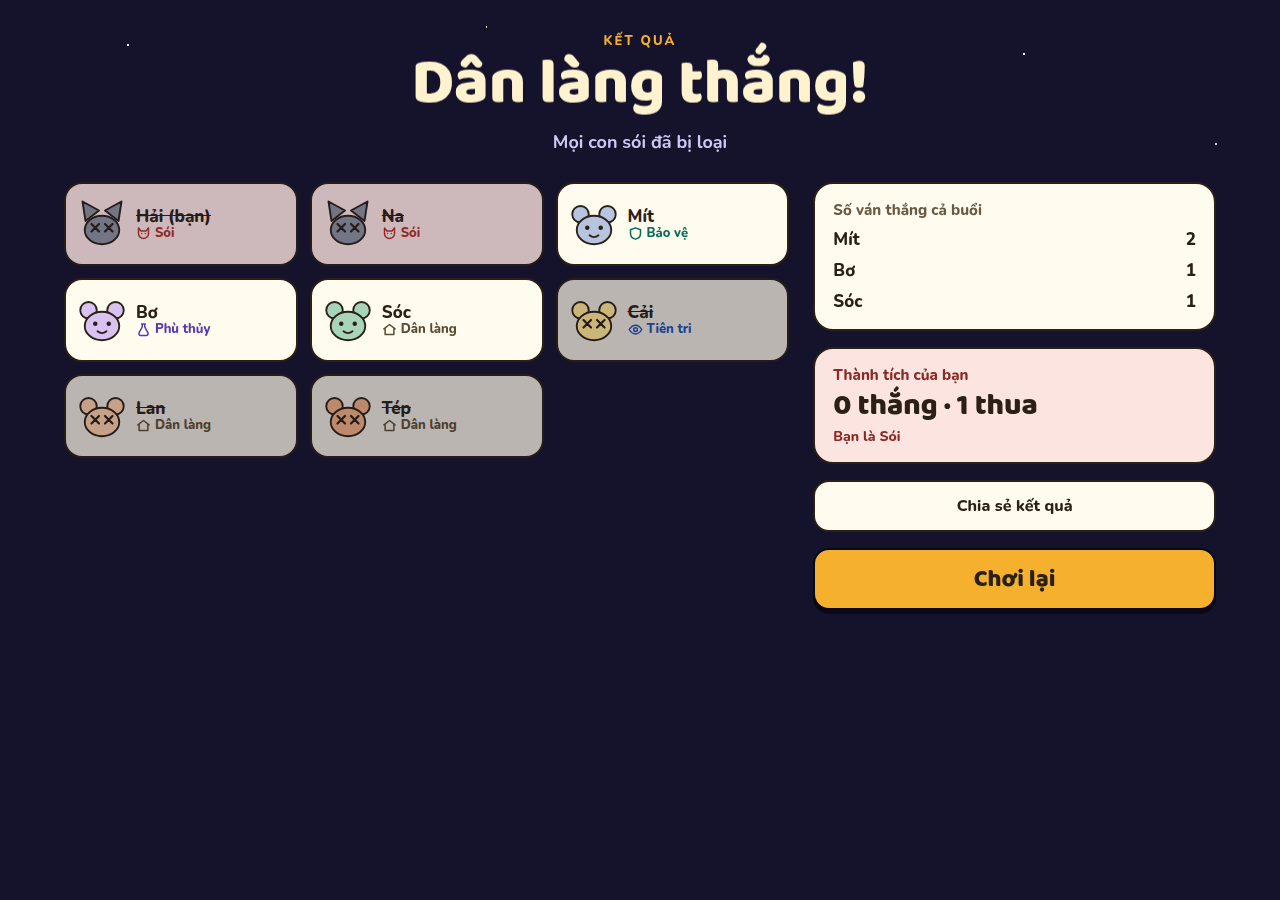 KẾT QUẢ
Dân làng thắng!
Mọi con sói đã bị loại
Hải (bạn)
Sói
Na
Sói
Mít
Bảo vệ
Bơ
Phù thủy
Sóc
Dân làng
Cải
Tiên tri
Lan
Dân làng
Tép
Dân làng
Số ván thắng cả buổi
Mít 2
Bơ 1
Sóc 1
Thành tích của bạn
0 thắng · 1 thua
Bạn là Sói
Chia sẻ kết quả
Chơi lại